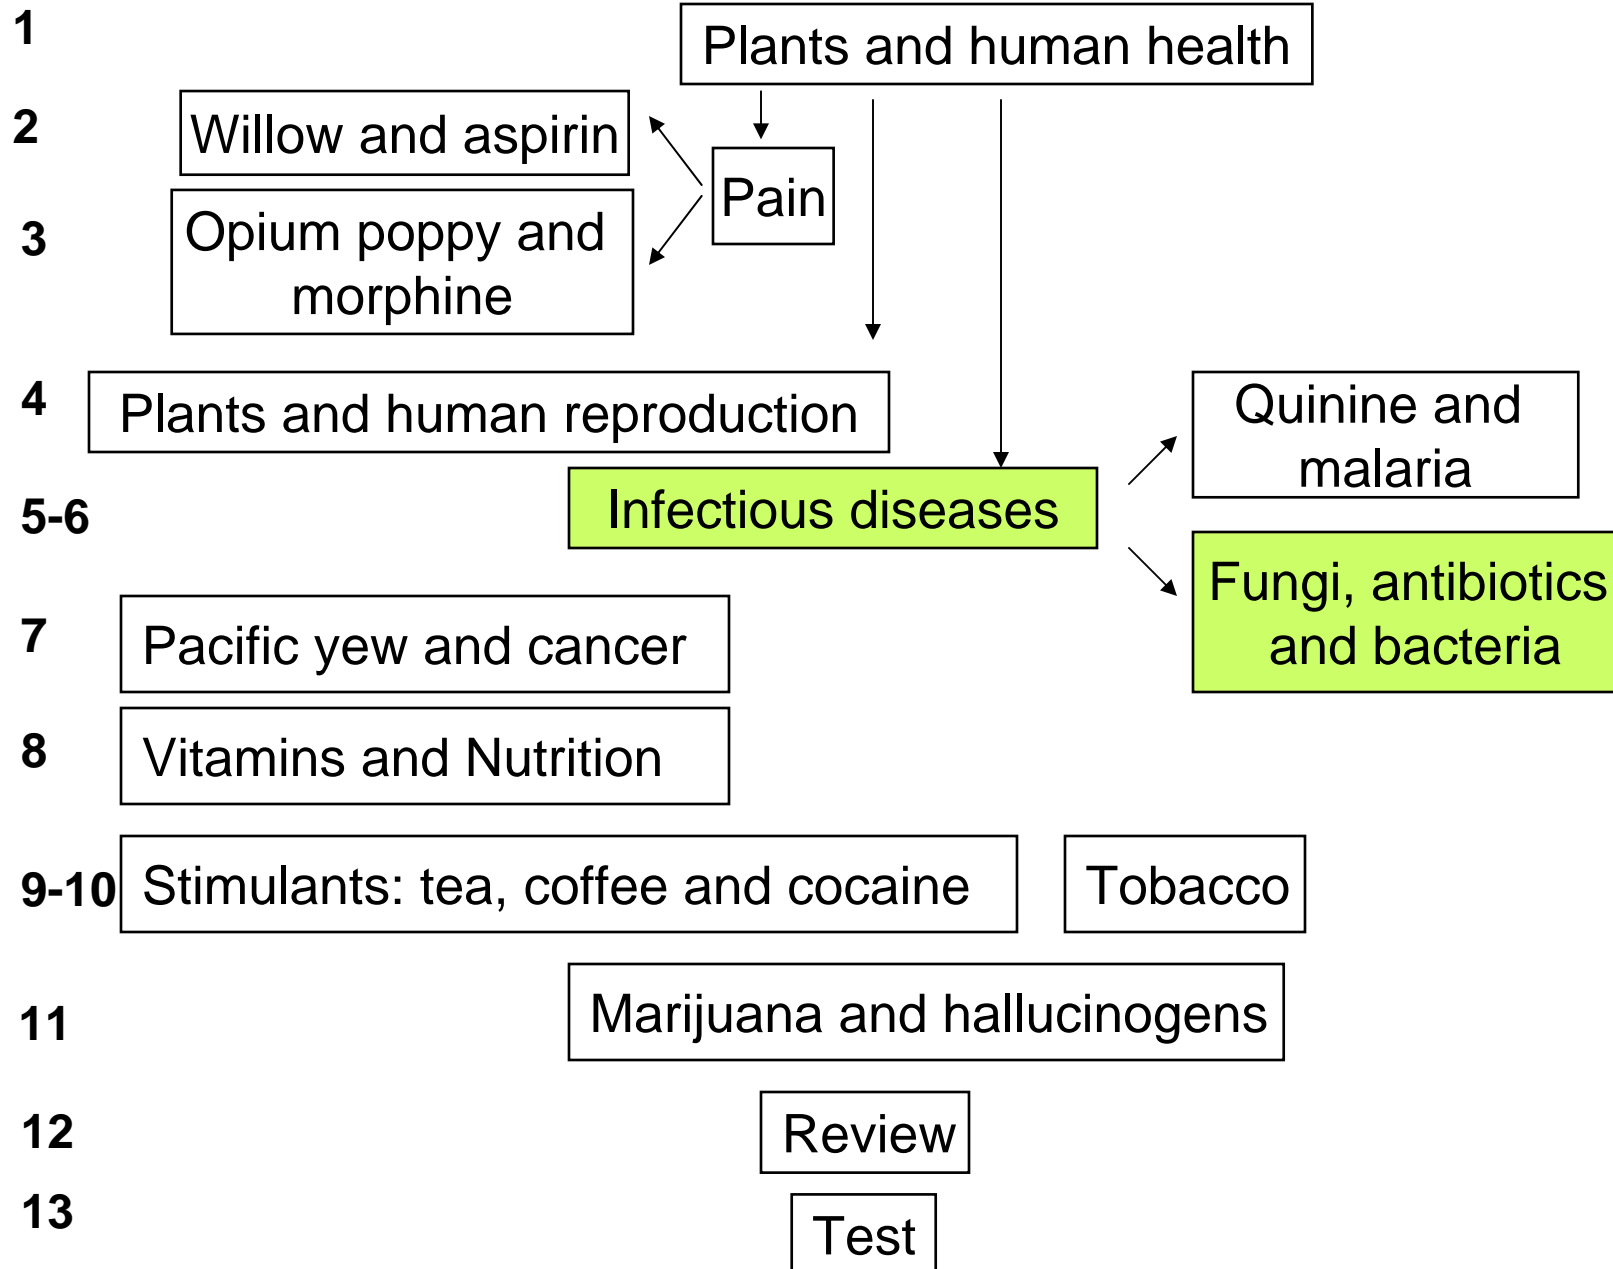 1
Plants and human health
2
Willow and aspirin
Pain
3
Opium poppy and
morphine
4
Plants and human reproduction
Quinine and
malaria
5-6
Infectious diseases
Fungi, antibiotics
and bacteria
7
Pacific yew and cancer
8
Vitamins and Nutrition
9-10
Stimulants: tea, coffee and cocaine
Tobacco
11
Marijuana and hallucinogens
12
Review
13
Test